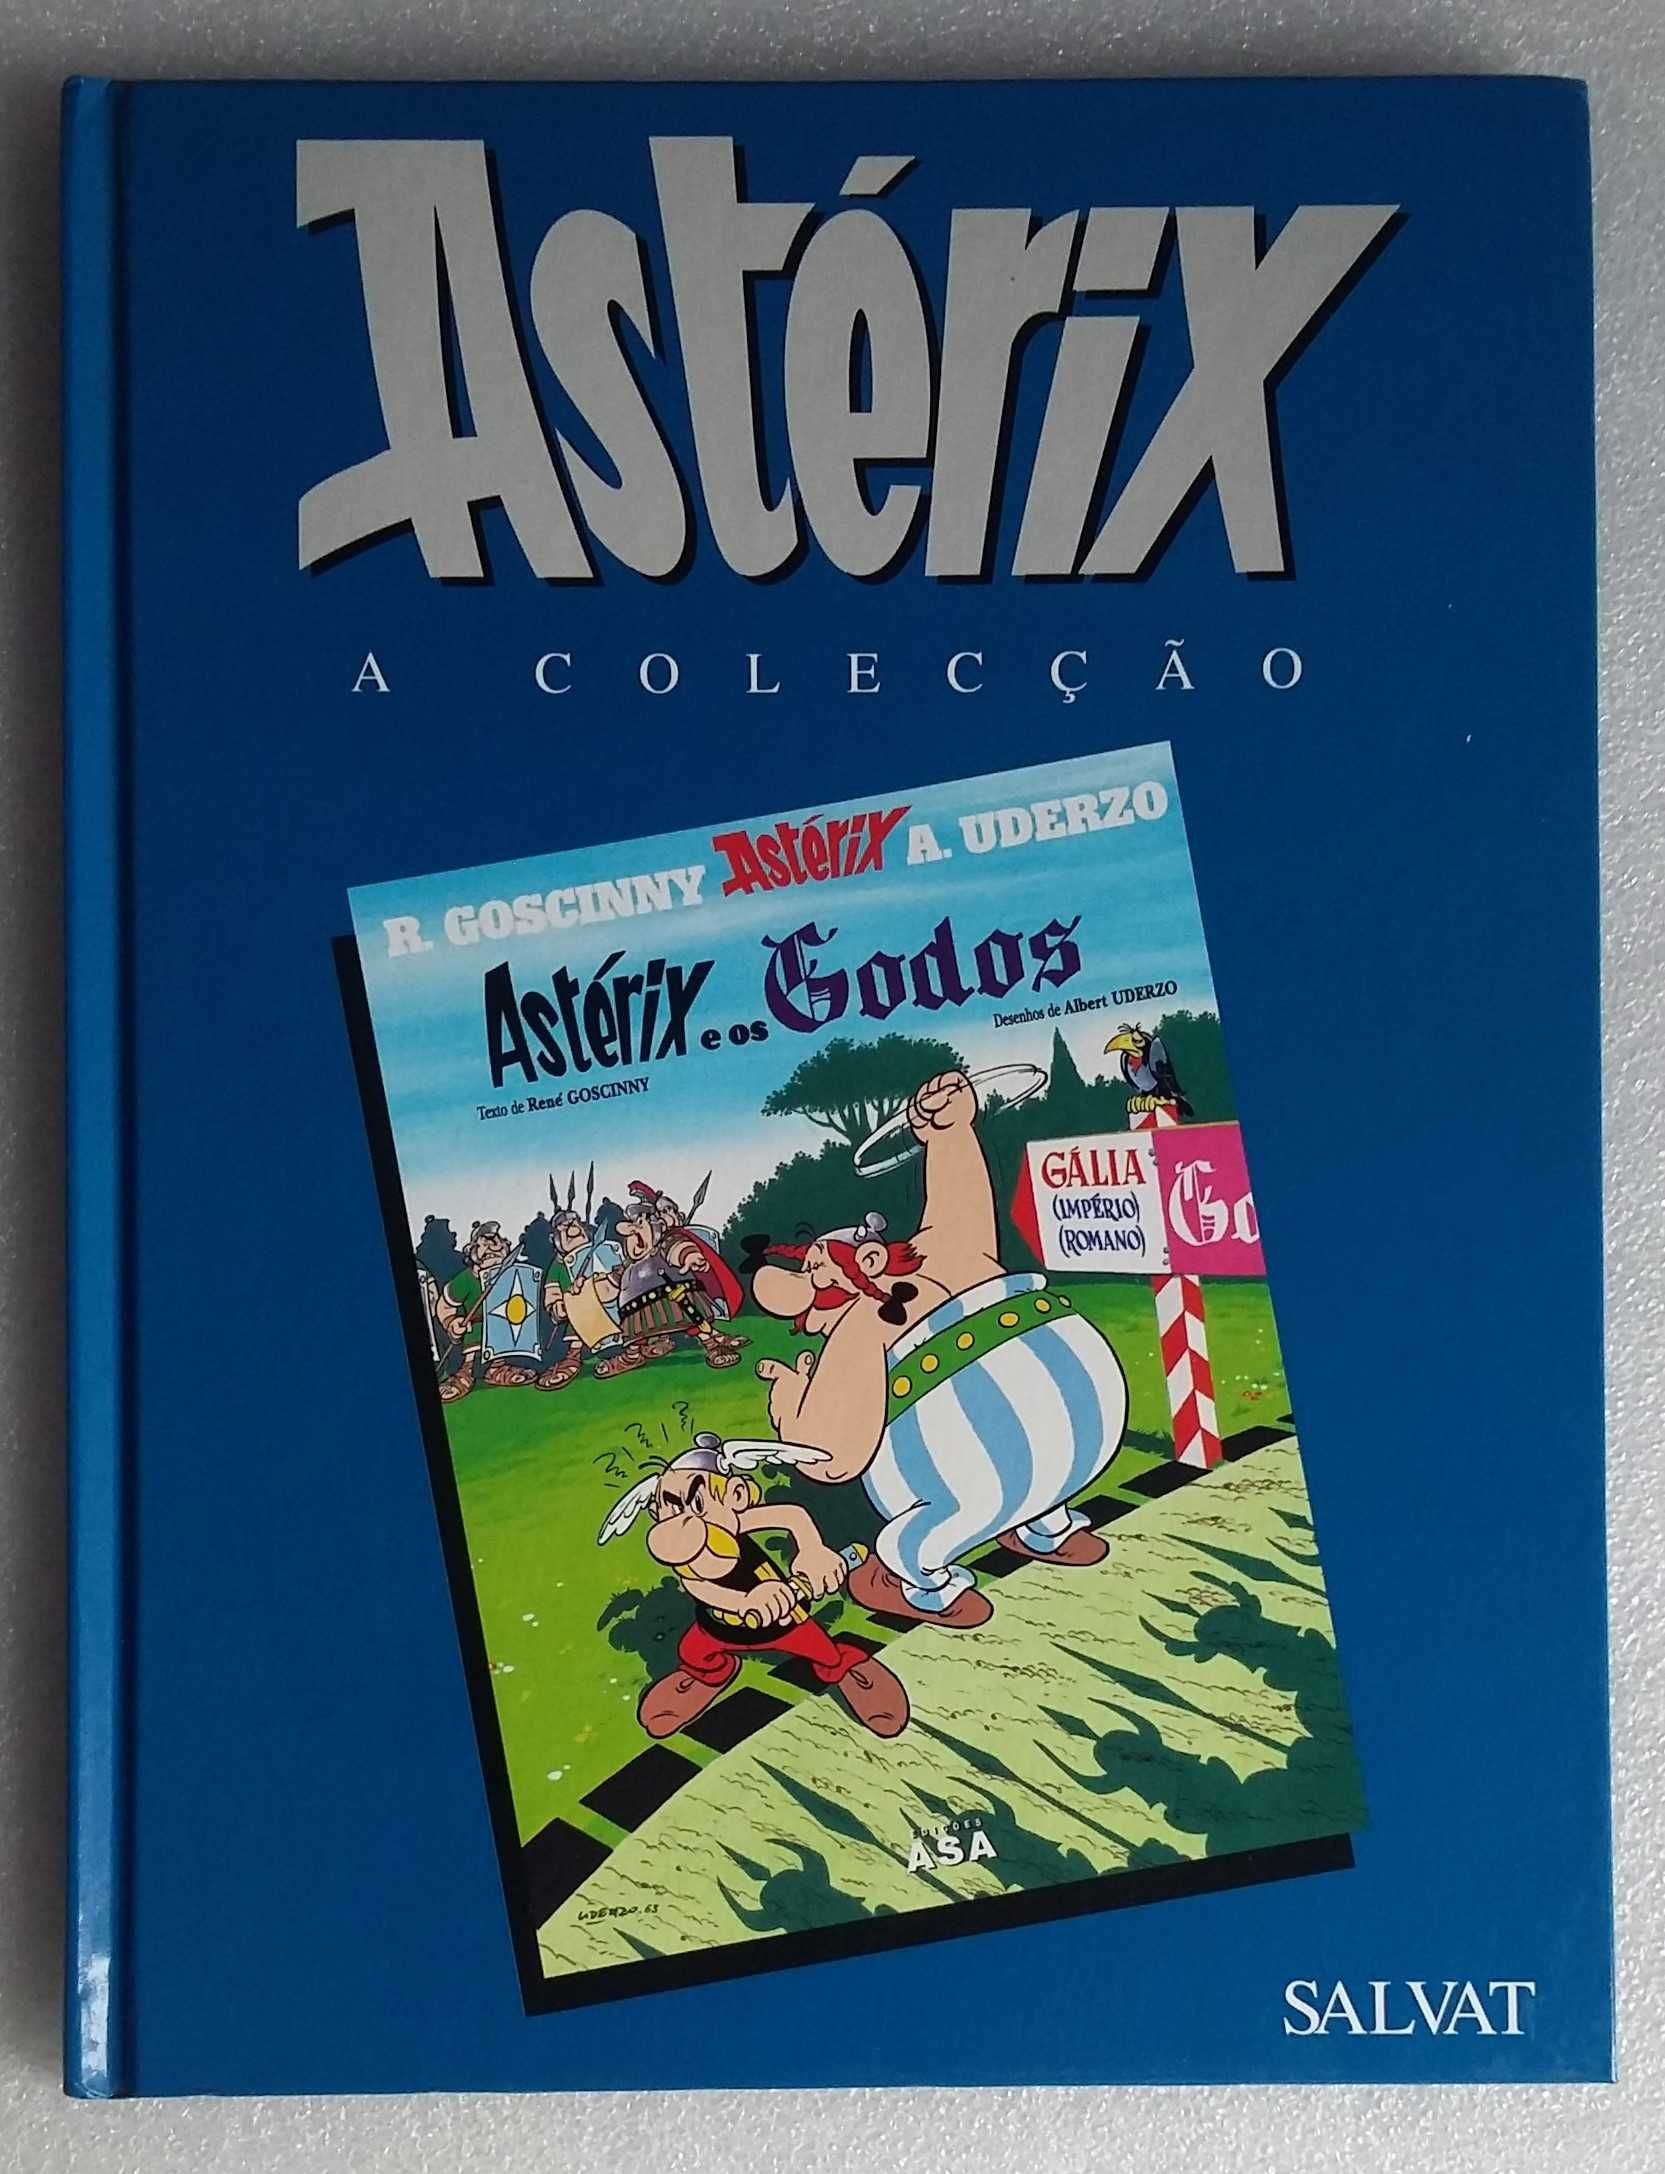 Astérix
A COLECÇÃO
R. GOSCINNY Astérix A. UDERZO
Astérix e os Godos
Texto de René GOSCINNY
Desenhos de Albert UDERZO
GÁLIA
(IMPÉRIO)
(ROMANO)
Go
EDIÇÕES
ASA
UDERZO.63
SALVAT